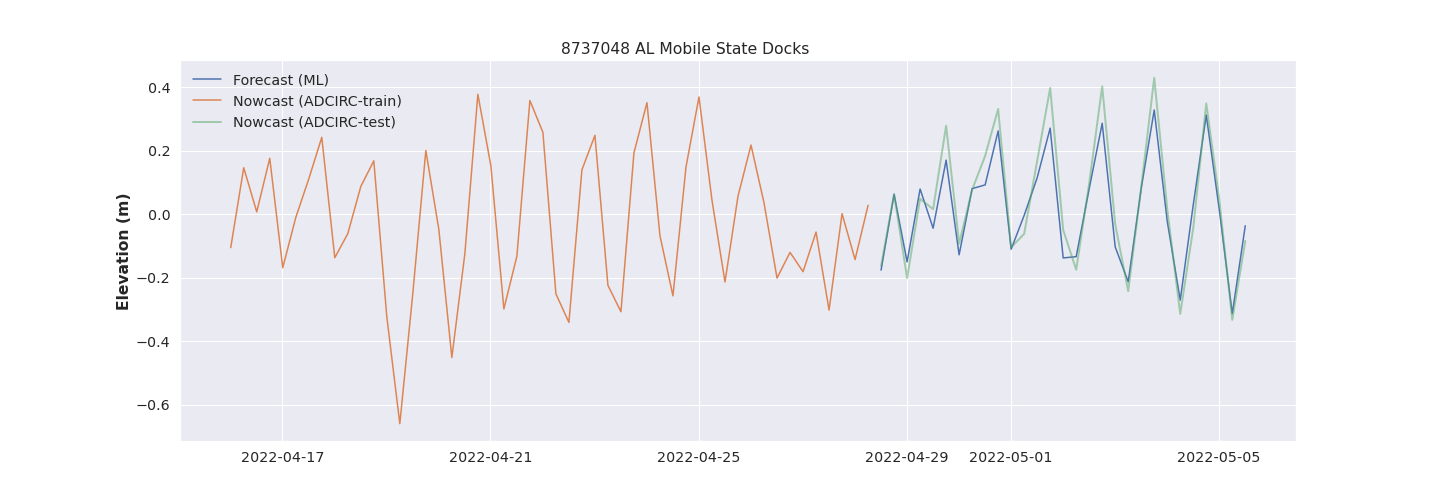 8737048 AL Mobile State Docks
Forecast (ML)
Nowcast (ADCIRC-train)
Nowcast (ADCIRC-test)
Elevation (m)
0.4
0.2
0.0
−0.2
−0.4
−0.6
2022-04-17 2022-04-21 2022-04-25 2022-04-29 2022-05-01 2022-05-05